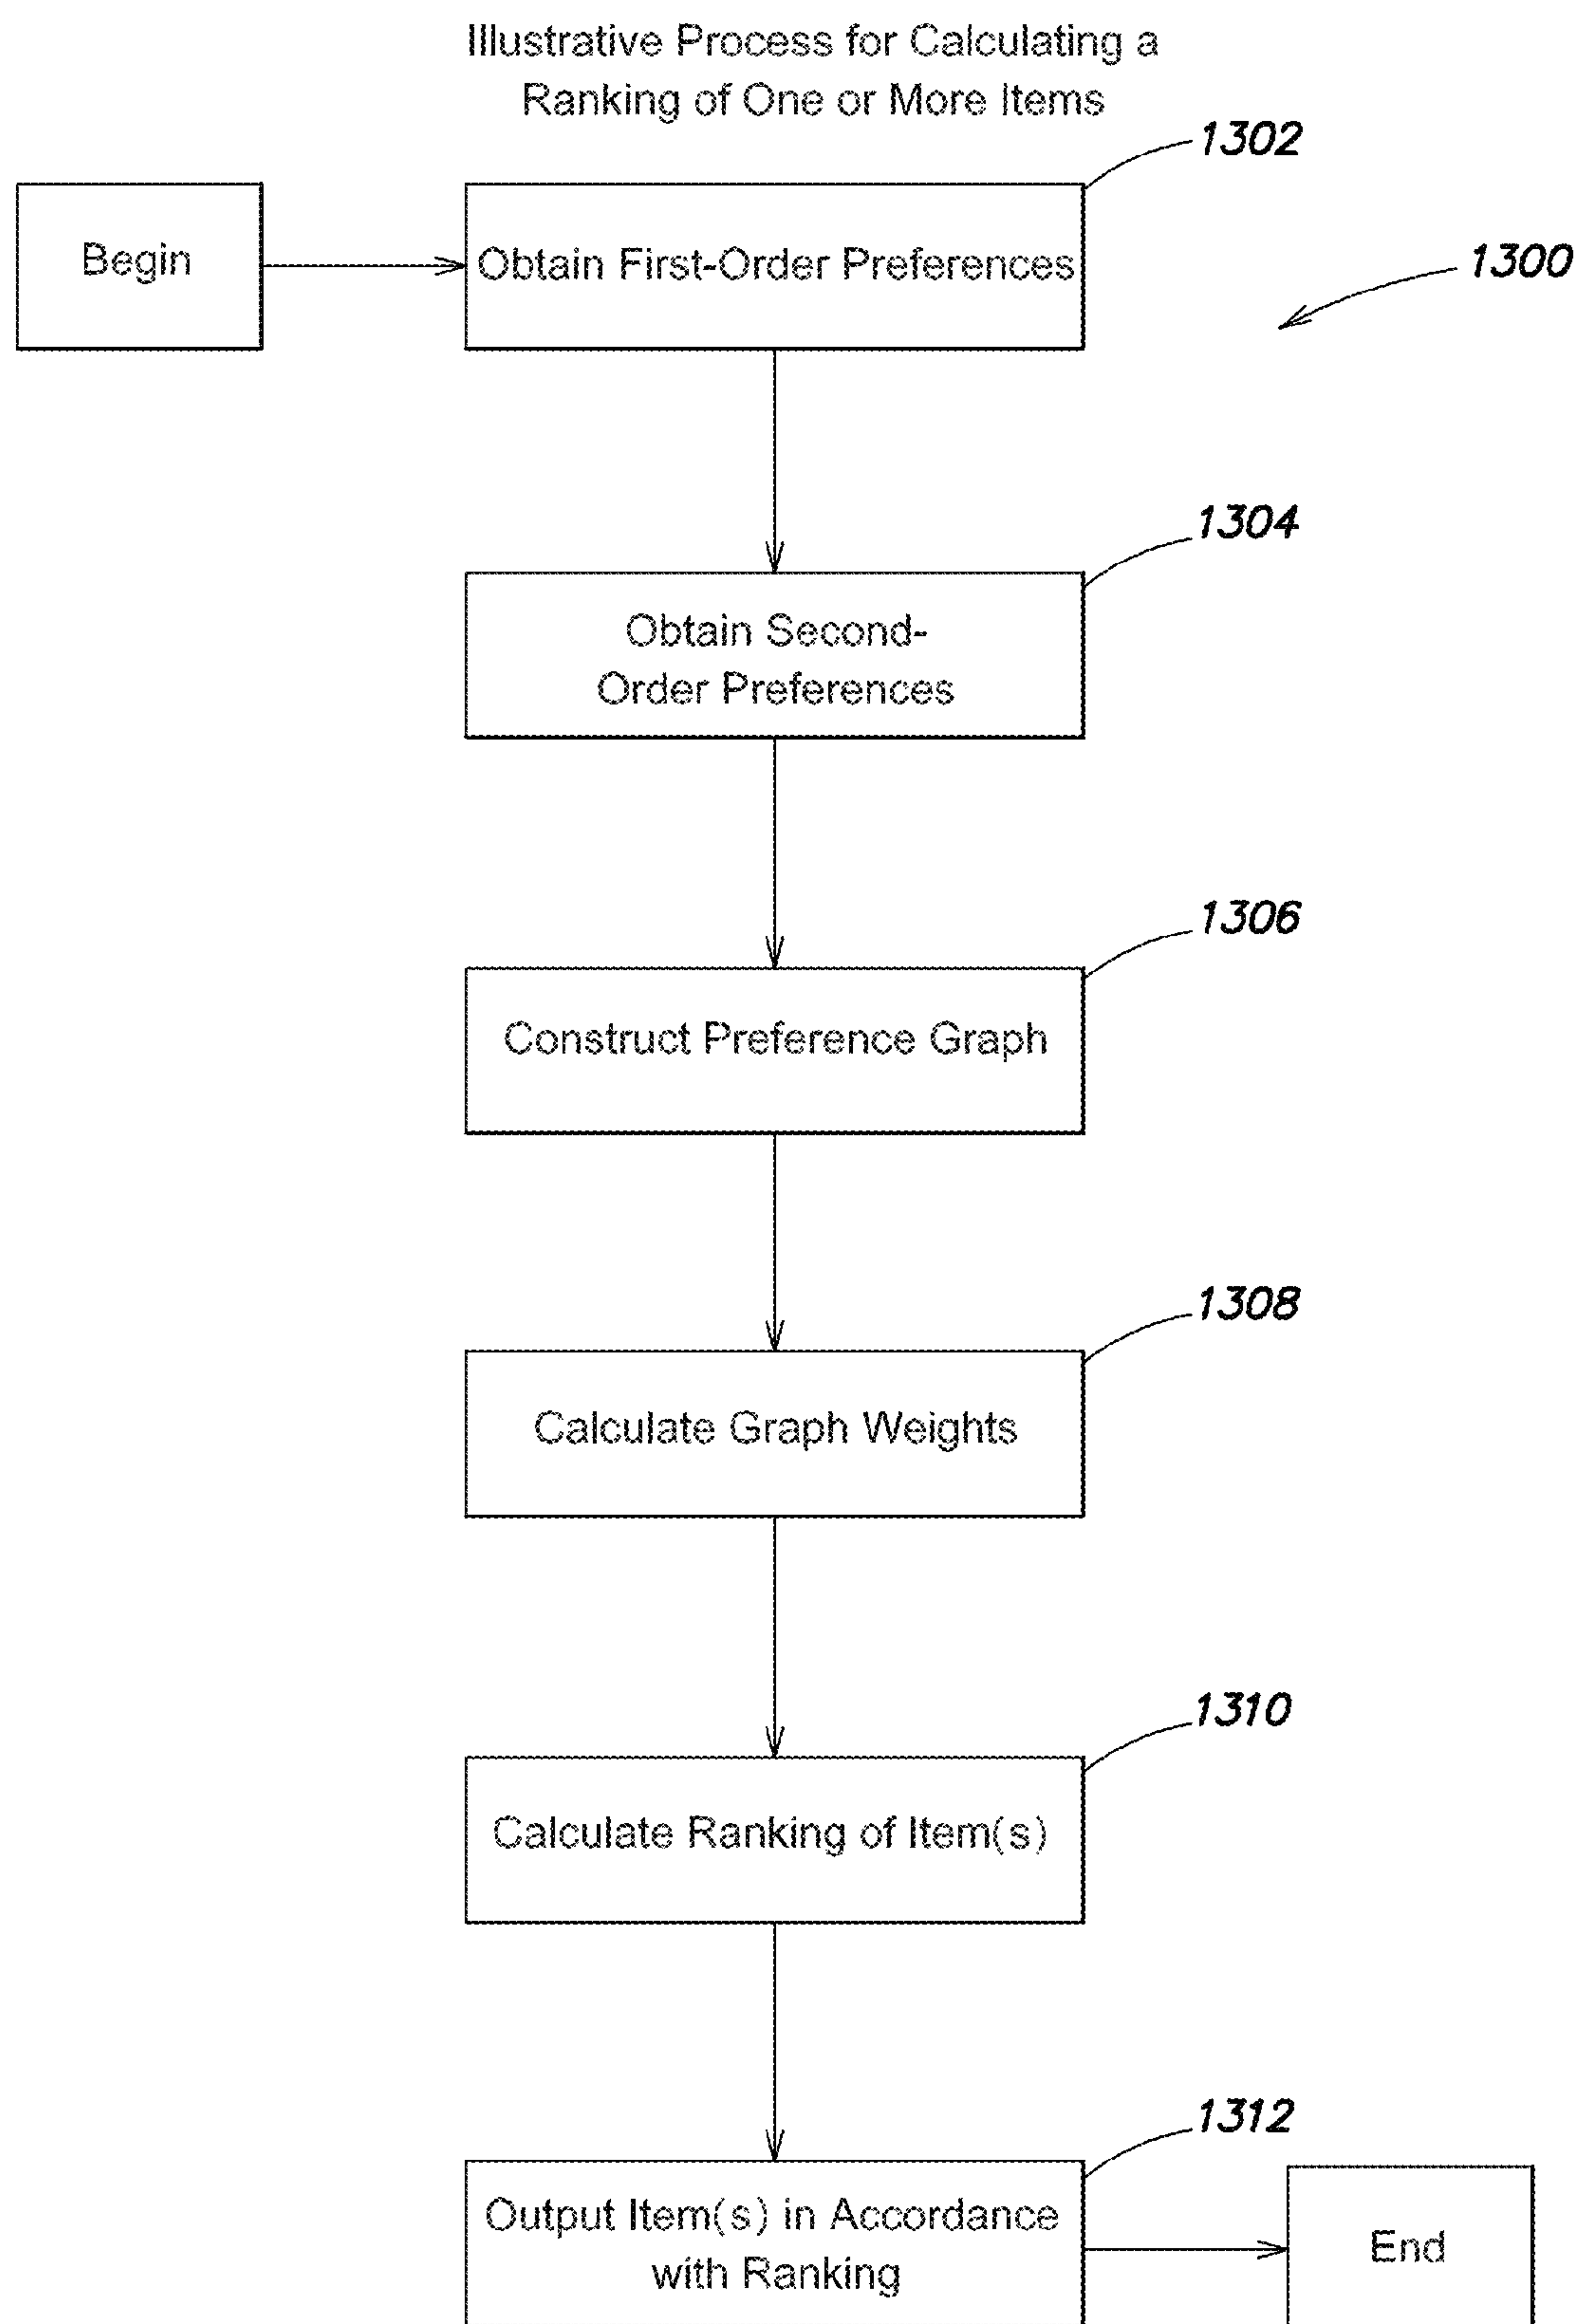 Illustrative Process for Calculating a
Ranking of One or More Items
1302
Begin
Obtain First-Order Preferences
1300
1304
Obtain Second-
Order Preferences
1306
Construct Preference Graph
1308
Calculate Graph Weights
1310
Calculate Ranking of Item(s)
1312
Output Item(s) in Accordance
with Ranking
End